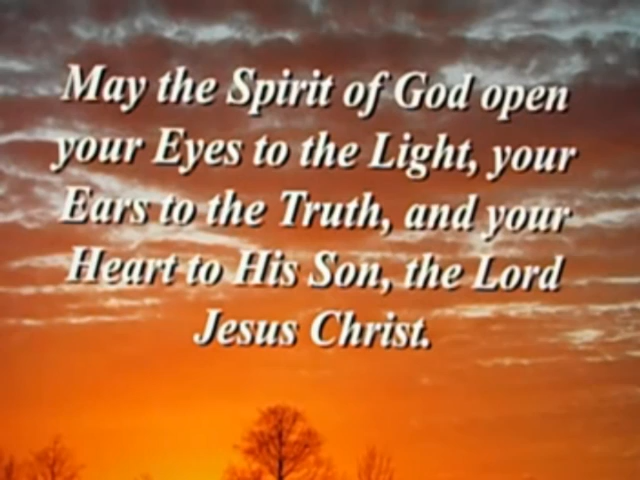 May the Spirit of God open
your Eyes to the Light, your
Ears to the Truth, and your
Heart to His Son, the Lord
Jesus Christ.